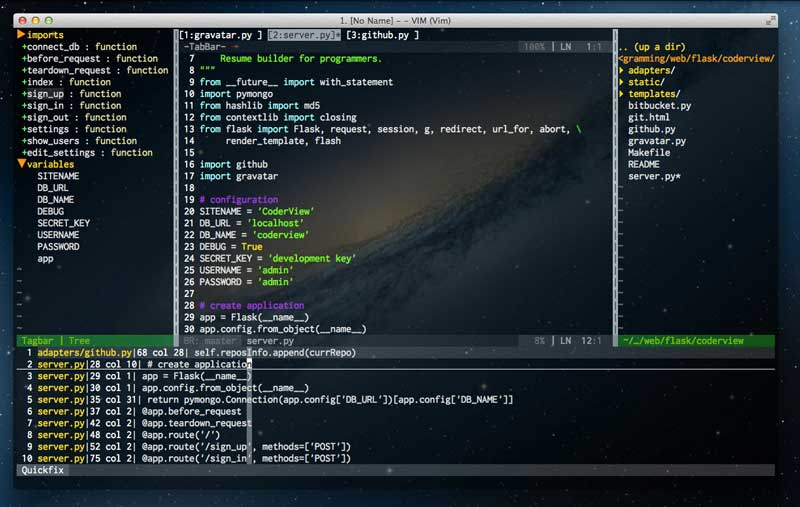 1. [No Name] - - VIM (Vim)
▼ imports
+connect_db : function
+before_request : function
+teardown_request : function
+index : function
+sign_up : function
+sign_in : function
+sign_out : function
+settings : function
+show_users : function
+edit_settings : function
▼variables
SITENAME
DB_URL
DB_NAME
DEBUG
SECRET_KEY
USERNAME
PASSWORD
app
Tagbar | Tree
[1:gravatar.py ] [2:server.py]* [3:github.py ]
-TabBar- 100% | LN 1:1
7 Resume builder for programmers.
8 """
9 from __future__ import with_statement
10 import pymongo
11 from hashlib import md5
12 from contextlib import closing
13 from flask import Flask, request, session, g, redirect, url_for, abort, \
14 render_template, flash
15
16 import github
17 import gravatar
18
19 # configuration
20 SITENAME = 'CoderView'
21 DB_URL = 'localhost'
22 DB_NAME = 'coderview'
23 DEBUG = True
24 SECRET_KEY = 'development key'
25 USERNAME = 'admin'
26 PASSWORD = 'admin'
27
28 # create application
29 app = Flask(__name__)
30 app.config.from_object(__name__)
BR: master server.py 8% | LN 12:1
.. (up a dir)
<gramming/web/flask/coderview/
▸ adapters/
▸ static/
▸ templates/
bitbucket.py
git.html
github.py
gravatar.py
Makefile
README
server.py*
~/…/web/flask/coderview
1 adapters/github.py|68 col 28| self.reposInfo.append(currRepo)
2 server.py|28 col 10| # create application
3 server.py|29 col 1| app = Flask(__name__)
4 server.py|30 col 1| app.config.from_object(__name__)
5 server.py|35 col 31| return pymongo.Connection(app.config['DB_URL'])[app.config['DB_NAME']]
6 server.py|37 col 2| @app.before_request
7 server.py|42 col 2| @app.teardown_request
8 server.py|48 col 2| @app.route('/')
9 server.py|52 col 2| @app.route('/sign_up', methods=['POST'])
10 server.py|75 col 2| @app.route('/sign_in', methods=['POST'])
Quickfix